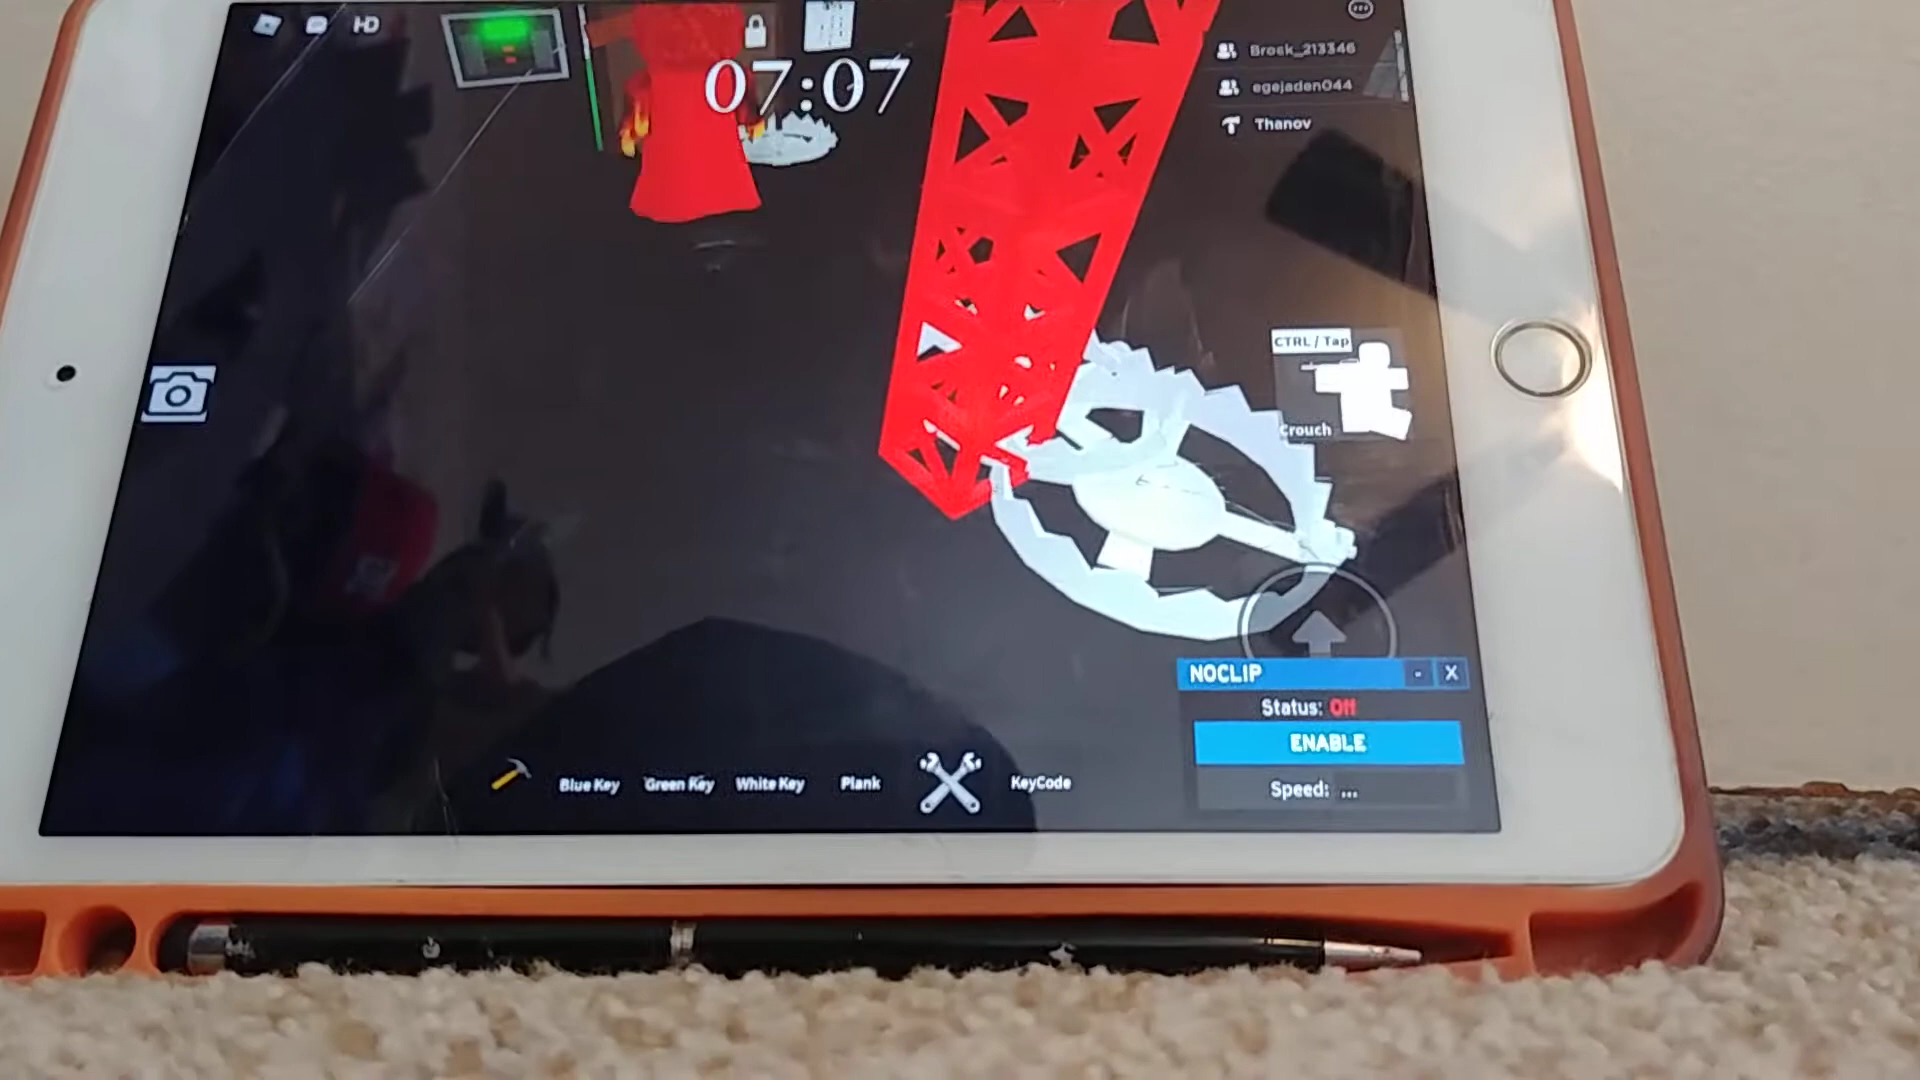 HD
07:07
Brock_213346
egejaden044
Thanov
CTRL / Tap
Crouch
NOCLIP
- X
Status: Off
ENABLE
Speed: ...
Blue Key
Green Key
White Key
Plank
KeyCode